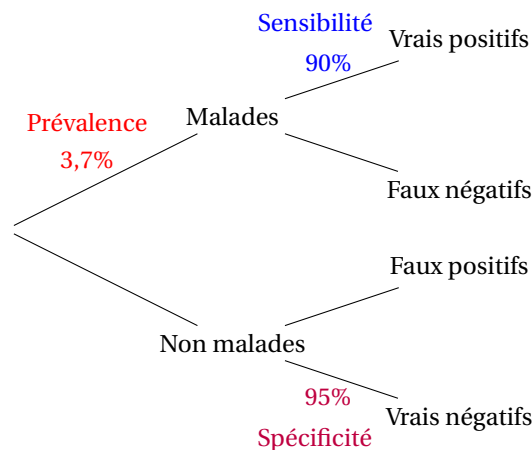 Sensibilité
90%
Vrais positifs
Malades
Prévalence
3,7%
Faux négatifs
Faux positifs
Non malades
95%
Spécificité
Vrais négatifs